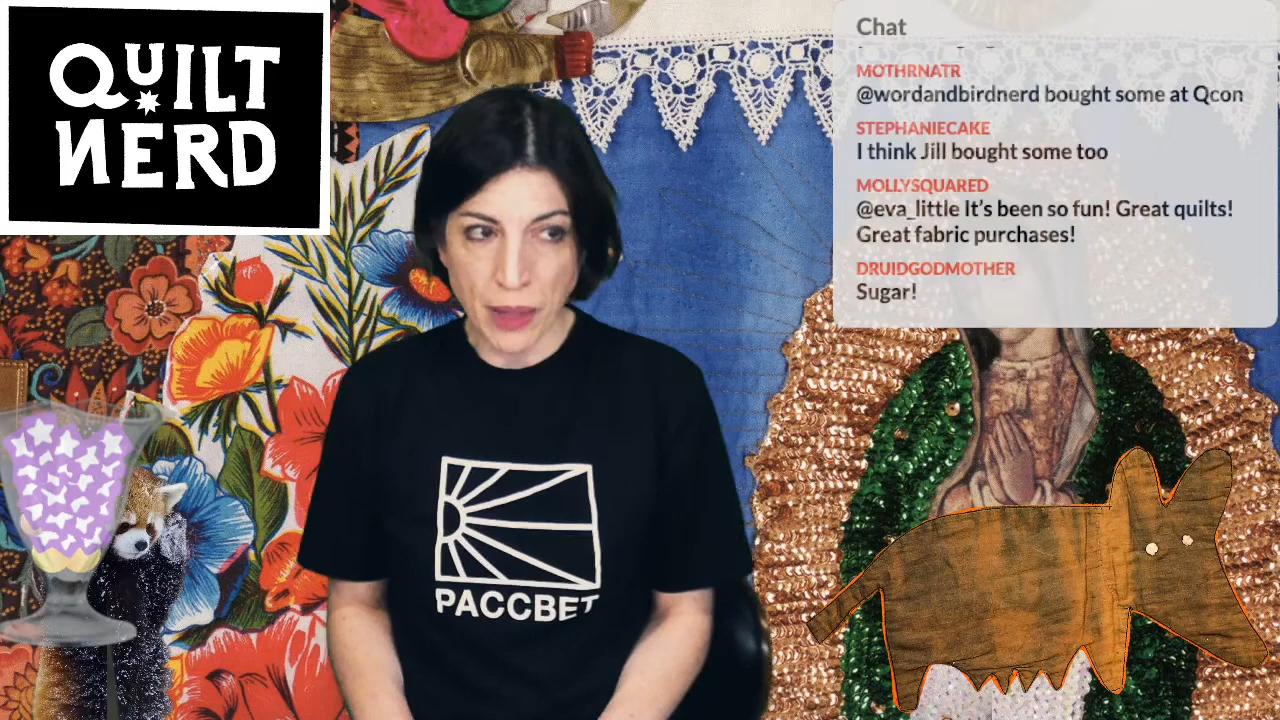 QUILT
NERD
Chat
MOTHRNATR
@wordandbirdnerd bought some at Qcon
STEPHANIECAKE
I think Jill bought some too
MOLLYSQUARED
@eva_little It's been so fun! Great quilts!
Great fabric purchases!
DRUIDGODMOTHER
Sugar!
РАССВЕТ